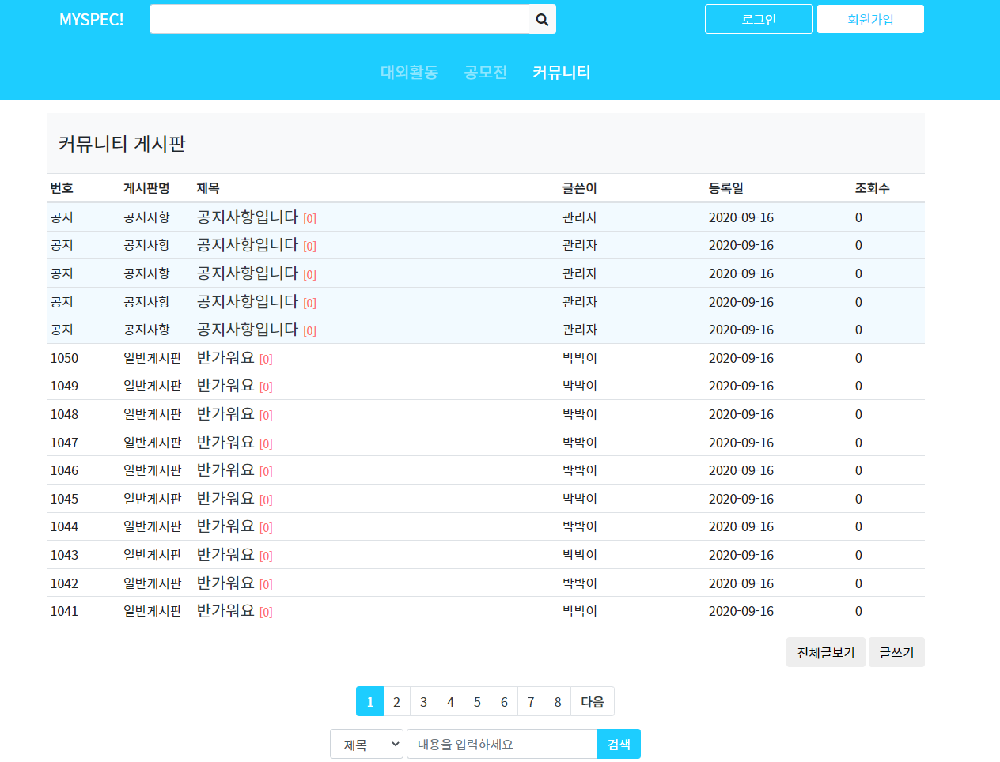 MYSPEC! 로그인 회원가입
대외활동 공모전 커뮤니티
커뮤니티 게시판
번호 게시판명 제목 글쓴이 등록일 조회수
공지 공지사항 공지사항입니다 [0] 관리자 2020-09-16 0
공지 공지사항 공지사항입니다 [0] 관리자 2020-09-16 0
공지 공지사항 공지사항입니다 [0] 관리자 2020-09-16 0
공지 공지사항 공지사항입니다 [0] 관리자 2020-09-16 0
공지 공지사항 공지사항입니다 [0] 관리자 2020-09-16 0
1050 일반게시판 반가워요 [0] 박박이 2020-09-16 0
1049 일반게시판 반가워요 [0] 박박이 2020-09-16 0
1048 일반게시판 반가워요 [0] 박박이 2020-09-16 0
1047 일반게시판 반가워요 [0] 박박이 2020-09-16 0
1046 일반게시판 반가워요 [0] 박박이 2020-09-16 0
1045 일반게시판 반가워요 [0] 박박이 2020-09-16 0
1044 일반게시판 반가워요 [0] 박박이 2020-09-16 0
1043 일반게시판 반가워요 [0] 박박이 2020-09-16 0
1042 일반게시판 반가워요 [0] 박박이 2020-09-16 0
1041 일반게시판 반가워요 [0] 박박이 2020-09-16 0
전체글보기 글쓰기
1 2 3 4 5 6 7 8 다음
제목 내용을 입력하세요 검색